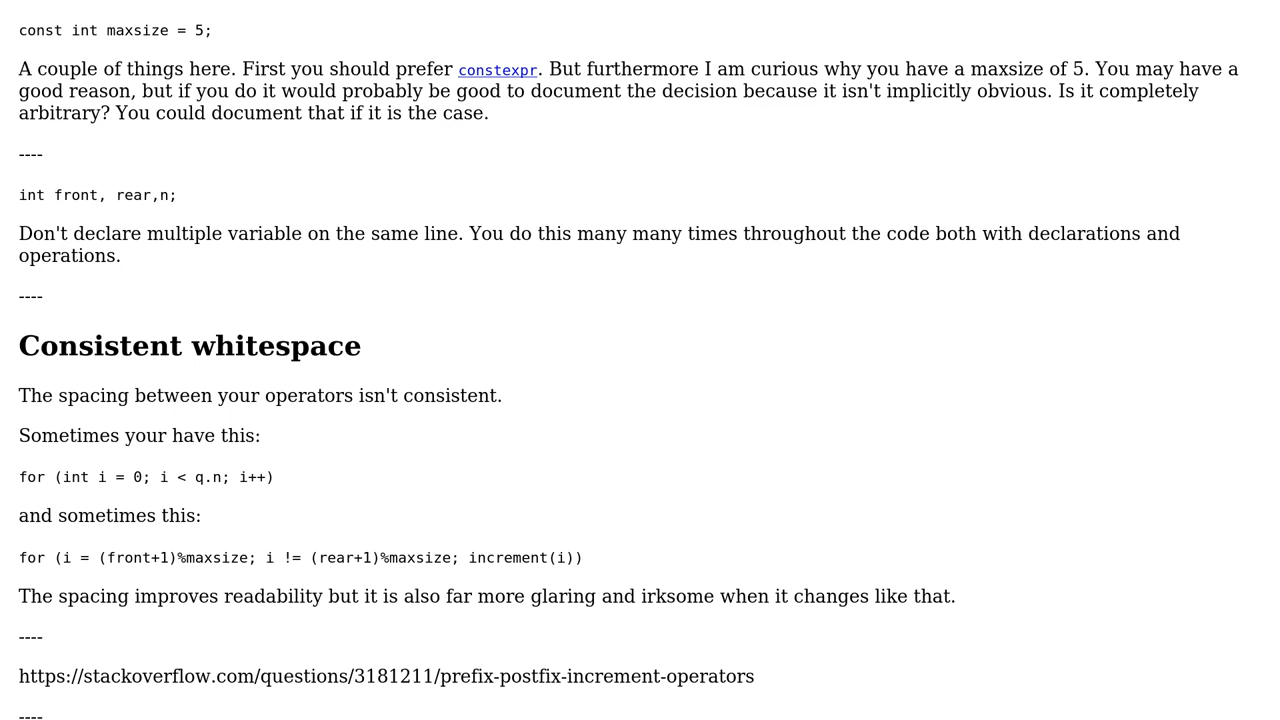 const int maxsize = 5;
A couple of things here. First you should prefer constexpr. But furthermore I am curious why you have a maxsize of 5. You may have a
good reason, but if you do it would probably be good to document the decision because it isn't implicitly obvious. Is it completely
arbitrary? You could document that if it is the case.
----
int front, rear,n;
Don't declare multiple variable on the same line. You do this many many times throughout the code both with declarations and
operations.
----
Consistent whitespace
The spacing between your operators isn't consistent.
Sometimes your have this:
for (int i = 0; i < q.n; i++)
and sometimes this:
for (i = (front+1)%maxsize; i != (rear+1)%maxsize; increment(i))
The spacing improves readability but it is also far more glaring and irksome when it changes like that.
----
https://stackoverflow.com/questions/3181211/prefix-postfix-increment-operators
----